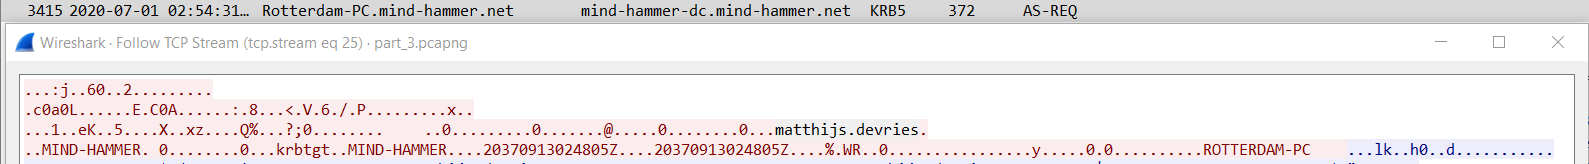 3415 2020-07-01 02:54:31… Rotterdam-PC.mind-hammer.net mind-hammer-dc.mind-hammer.net KRB5 372 AS-REQ
Wireshark · Follow TCP Stream (tcp.stream eq 25) · part_3.pcapng
...:j..60..2.........
.c0a0L......E.C0A......:.8...<.V.6./.P.........x..
...1..eK..5....X..xz....Q%...?;0........ ..0.........0.......@.....0........0...matthijs.devries.
..MIND-HAMMER. 0........0...krbtgt..MIND-HAMMER....20370913024805Z....20370913024805Z....%.WR..0................y.....0.0..........ROTTERDAM-PC ...lk..h0..d...........